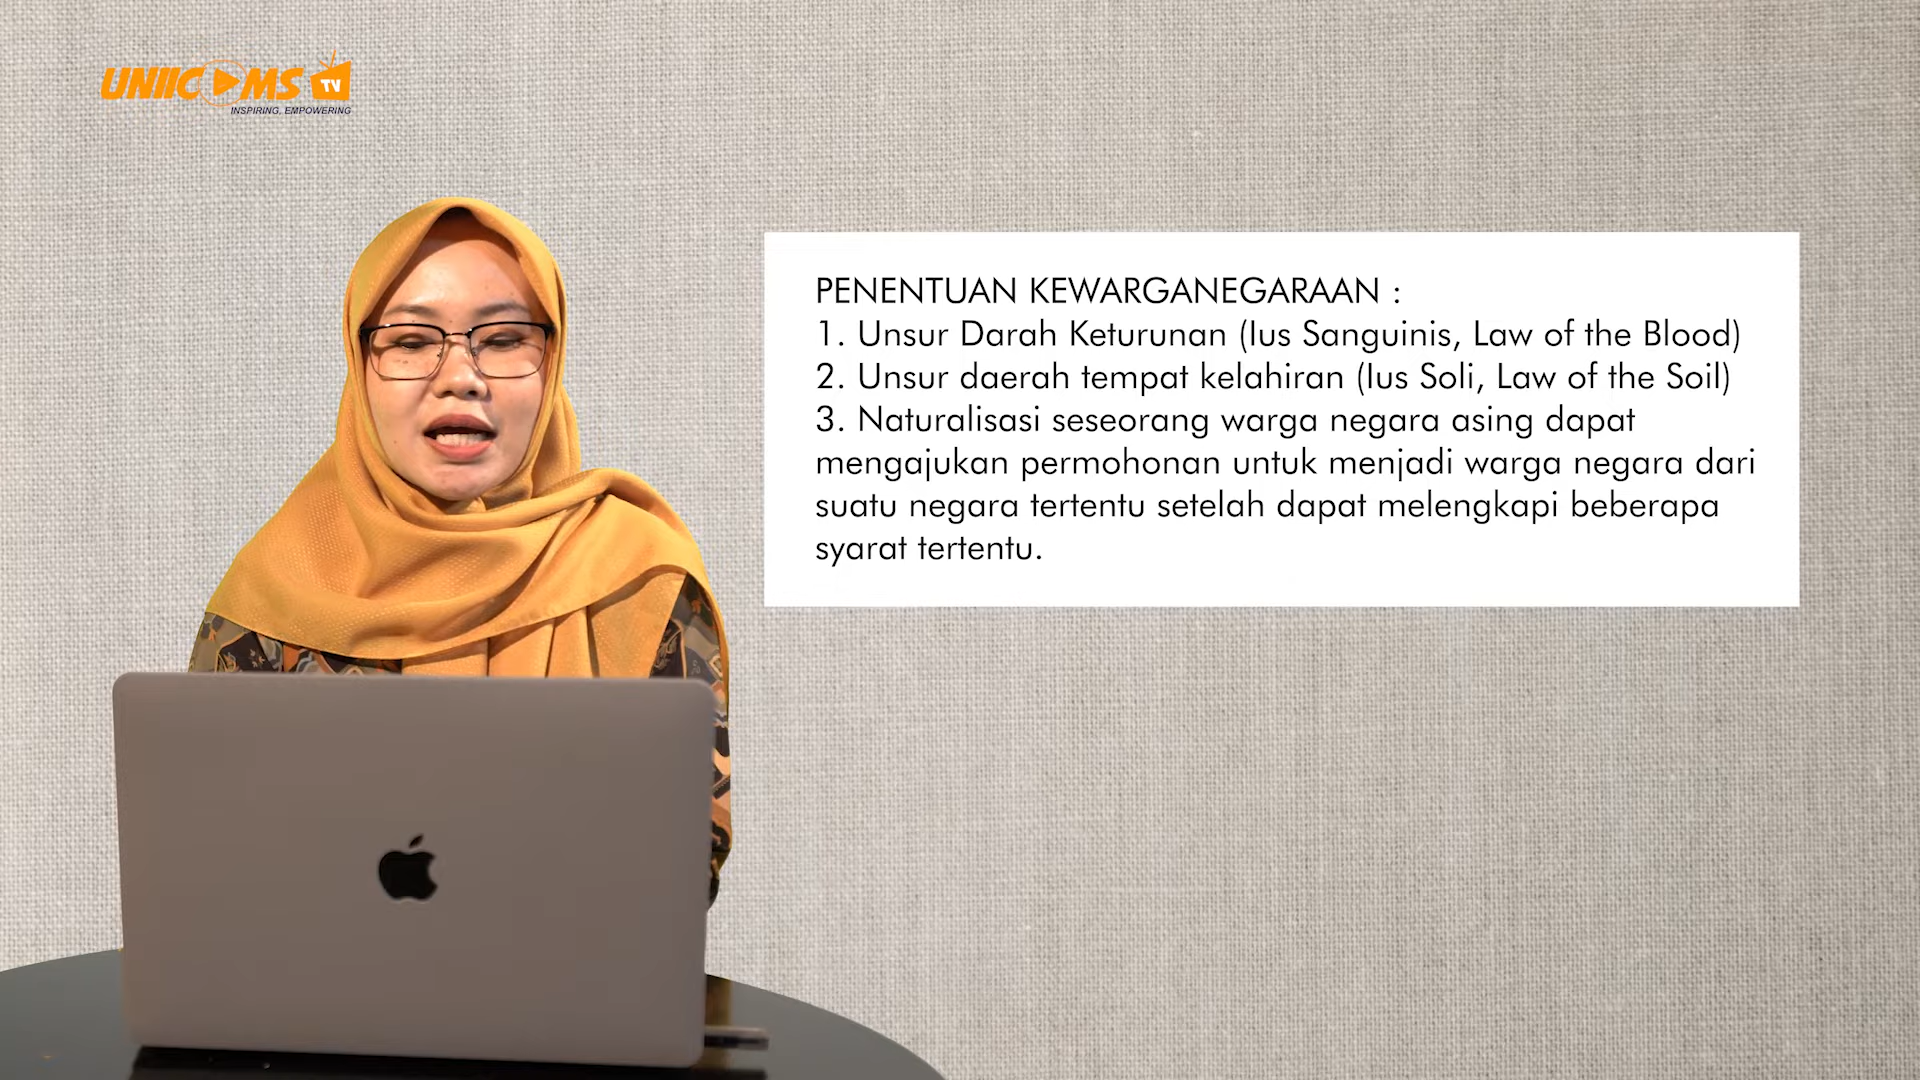 UNIICOMS TV
INSPIRING, EMPOWERING
PENENTUAN KEWARGANEGARAAN :
1. Unsur Darah Keturunan (Ius Sanguinis, Law of the Blood)
2. Unsur daerah tempat kelahiran (Ius Soli, Law of the Soil)
3. Naturalisasi seseorang warga negara asing dapat
mengajukan permohonan untuk menjadi warga negara dari
suatu negara tertentu setelah dapat melengkapi beberapa
syarat tertentu.